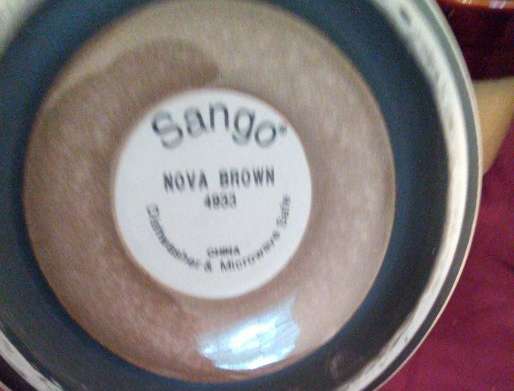 Sango®
NOVA BROWN
4933
CHINA
Dishwasher & Microwave Safe